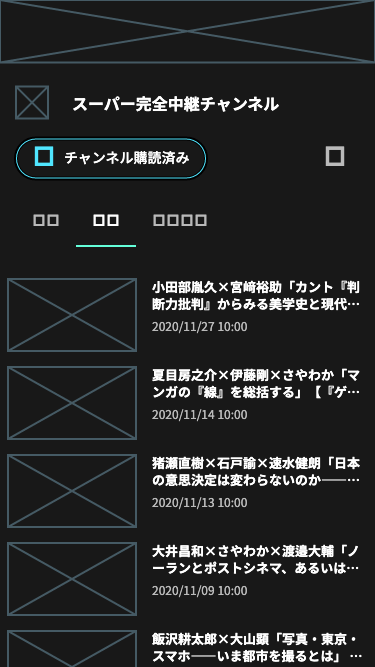 スーパー完全中継チャンネル
チャンネル購読済み
小田部胤久×宮﨑裕助「カント『判
断力批判』からみる美学史と現代…
2020/11/27 10:00
夏目房之介×伊藤剛×さやわか「マ
ンガの『線』を総括する」【『ゲ…
2020/11/14 10:00
猪瀬直樹×石戸諭×速水健朗「日本
の意思決定は変わらないのか——…
2020/11/13 10:00
大井昌和×さやわか×渡邉大輔「ノ
ーランとポストシネマ、あるいは…
2020/11/09 10:00
飯沢耕太郎×大山顕「写真・東京・
スマホ——いま都市を撮るとは」 …